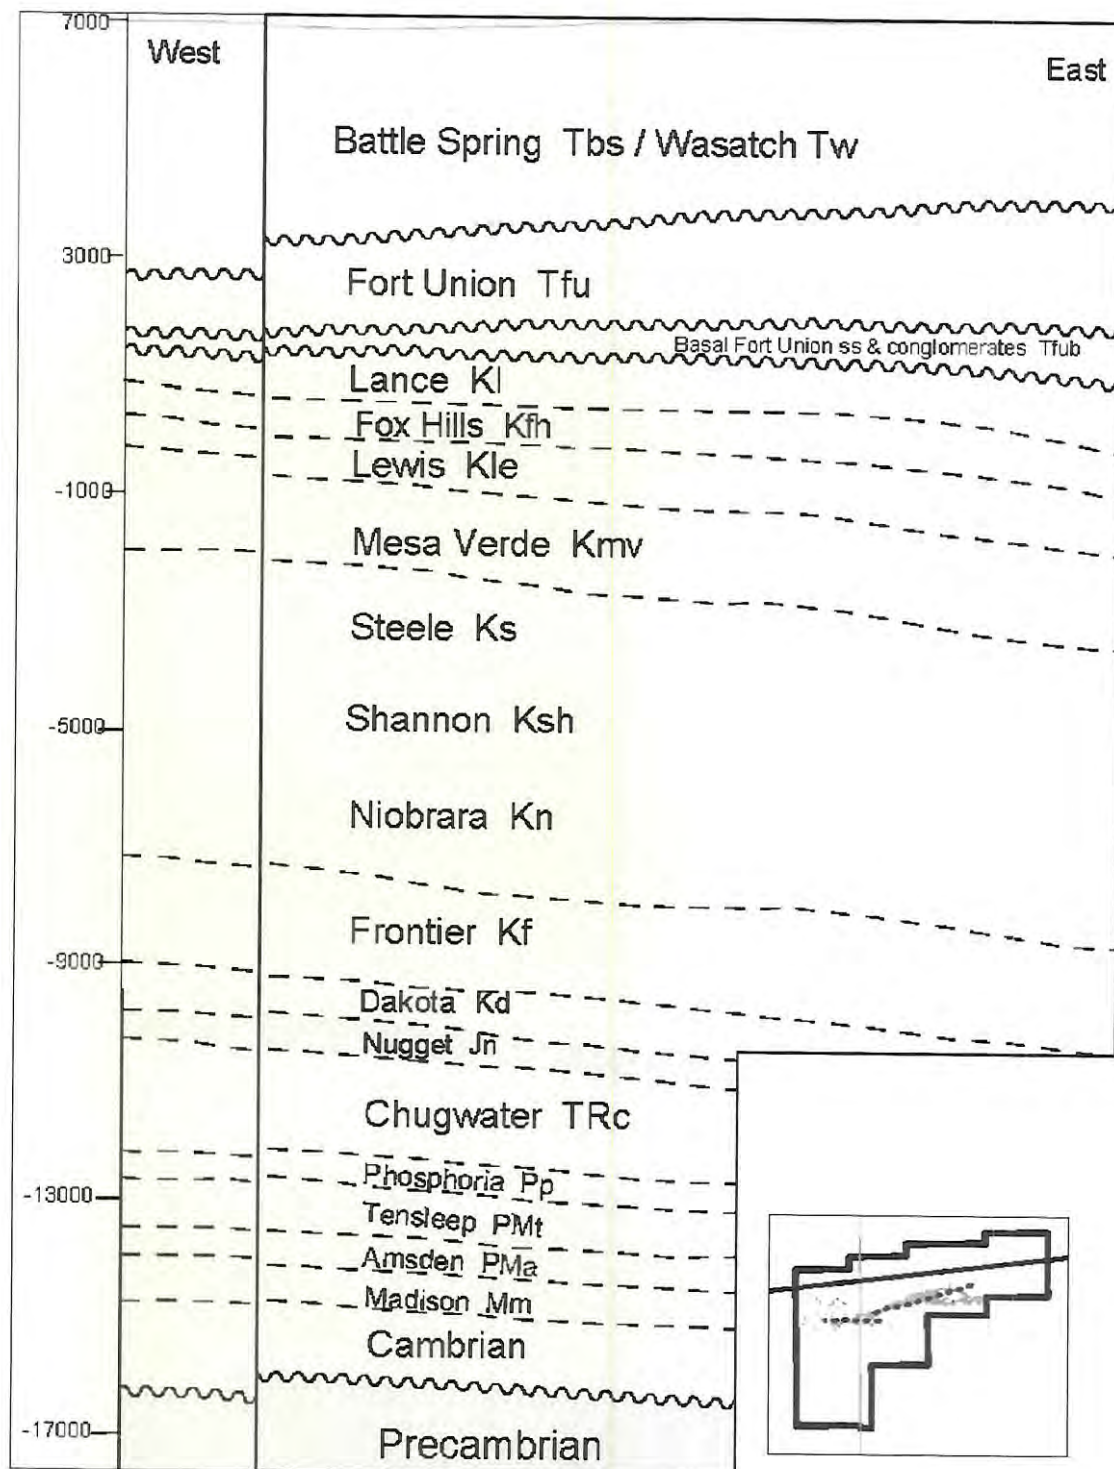 7000
West
East
Battle Spring Tbs / Wasatch Tw
3000
Fort Union Tfu
Basal Fort Union ss & conglomerates Tfub
Lance Kl
Fox Hills Kfh
Lewis Kle
-1000
Mesa Verde Kmv
Steele Ks
Shannon Ksh
-5000
Niobrara Kn
Frontier Kf
-9000
Dakota Kd
Nugget Jn
Chugwater TRc
Phosphoria Pp
-13000
Tensleep PMt
Amsden PMa
Madison Mm
Cambrian
-17000
Precambrian